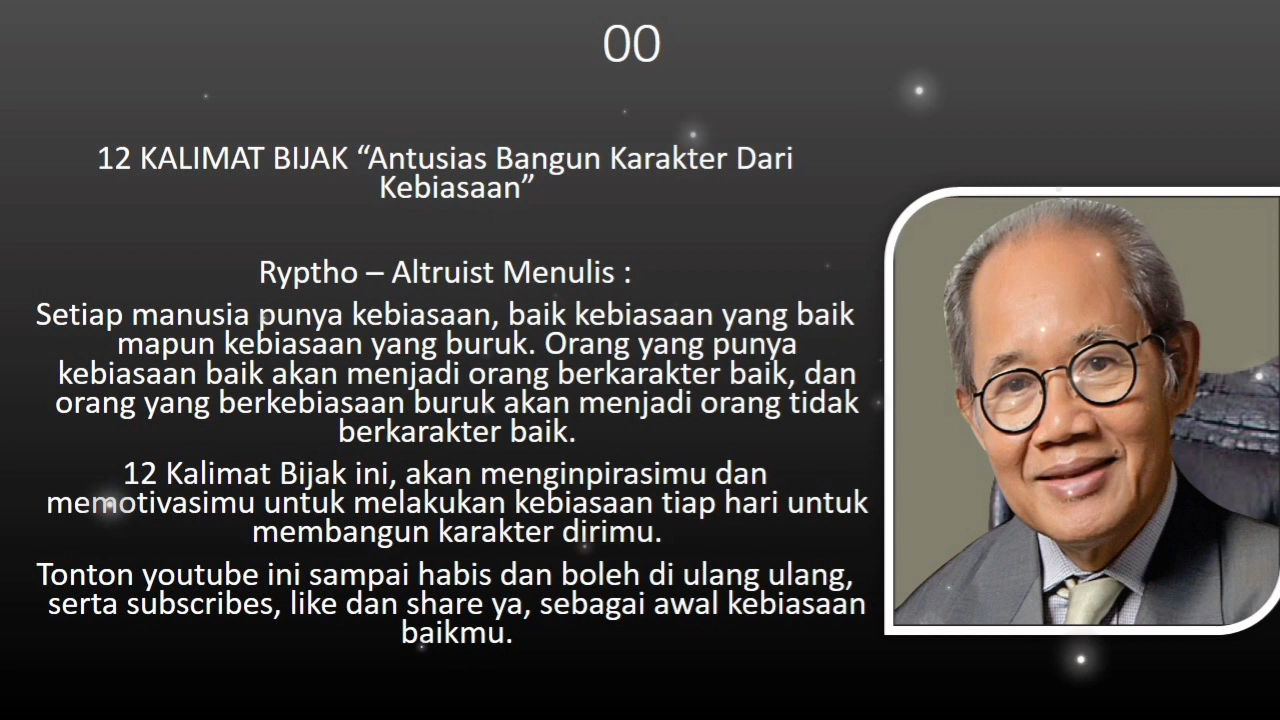 00
12 KALIMAT BIJAK “Antusias Bangun Karakter Dari
Kebiasaan”
Ryptho – Altruist Menulis :
Setiap manusia punya kebiasaan, baik kebiasaan yang baik
mapun kebiasaan yang buruk. Orang yang punya
kebiasaan baik akan menjadi orang berkarakter baik, dan
orang yang berkebiasaan buruk akan menjadi orang tidak
berkarakter baik.
12 Kalimat Bijak ini, akan menginpirasimu dan
memotivasimu untuk melakukan kebiasaan tiap hari untuk
membangun karakter dirimu.
Tonton youtube ini sampai habis dan boleh di ulang ulang,
serta subscribes, like dan share ya, sebagai awal kebiasaan
baikmu.